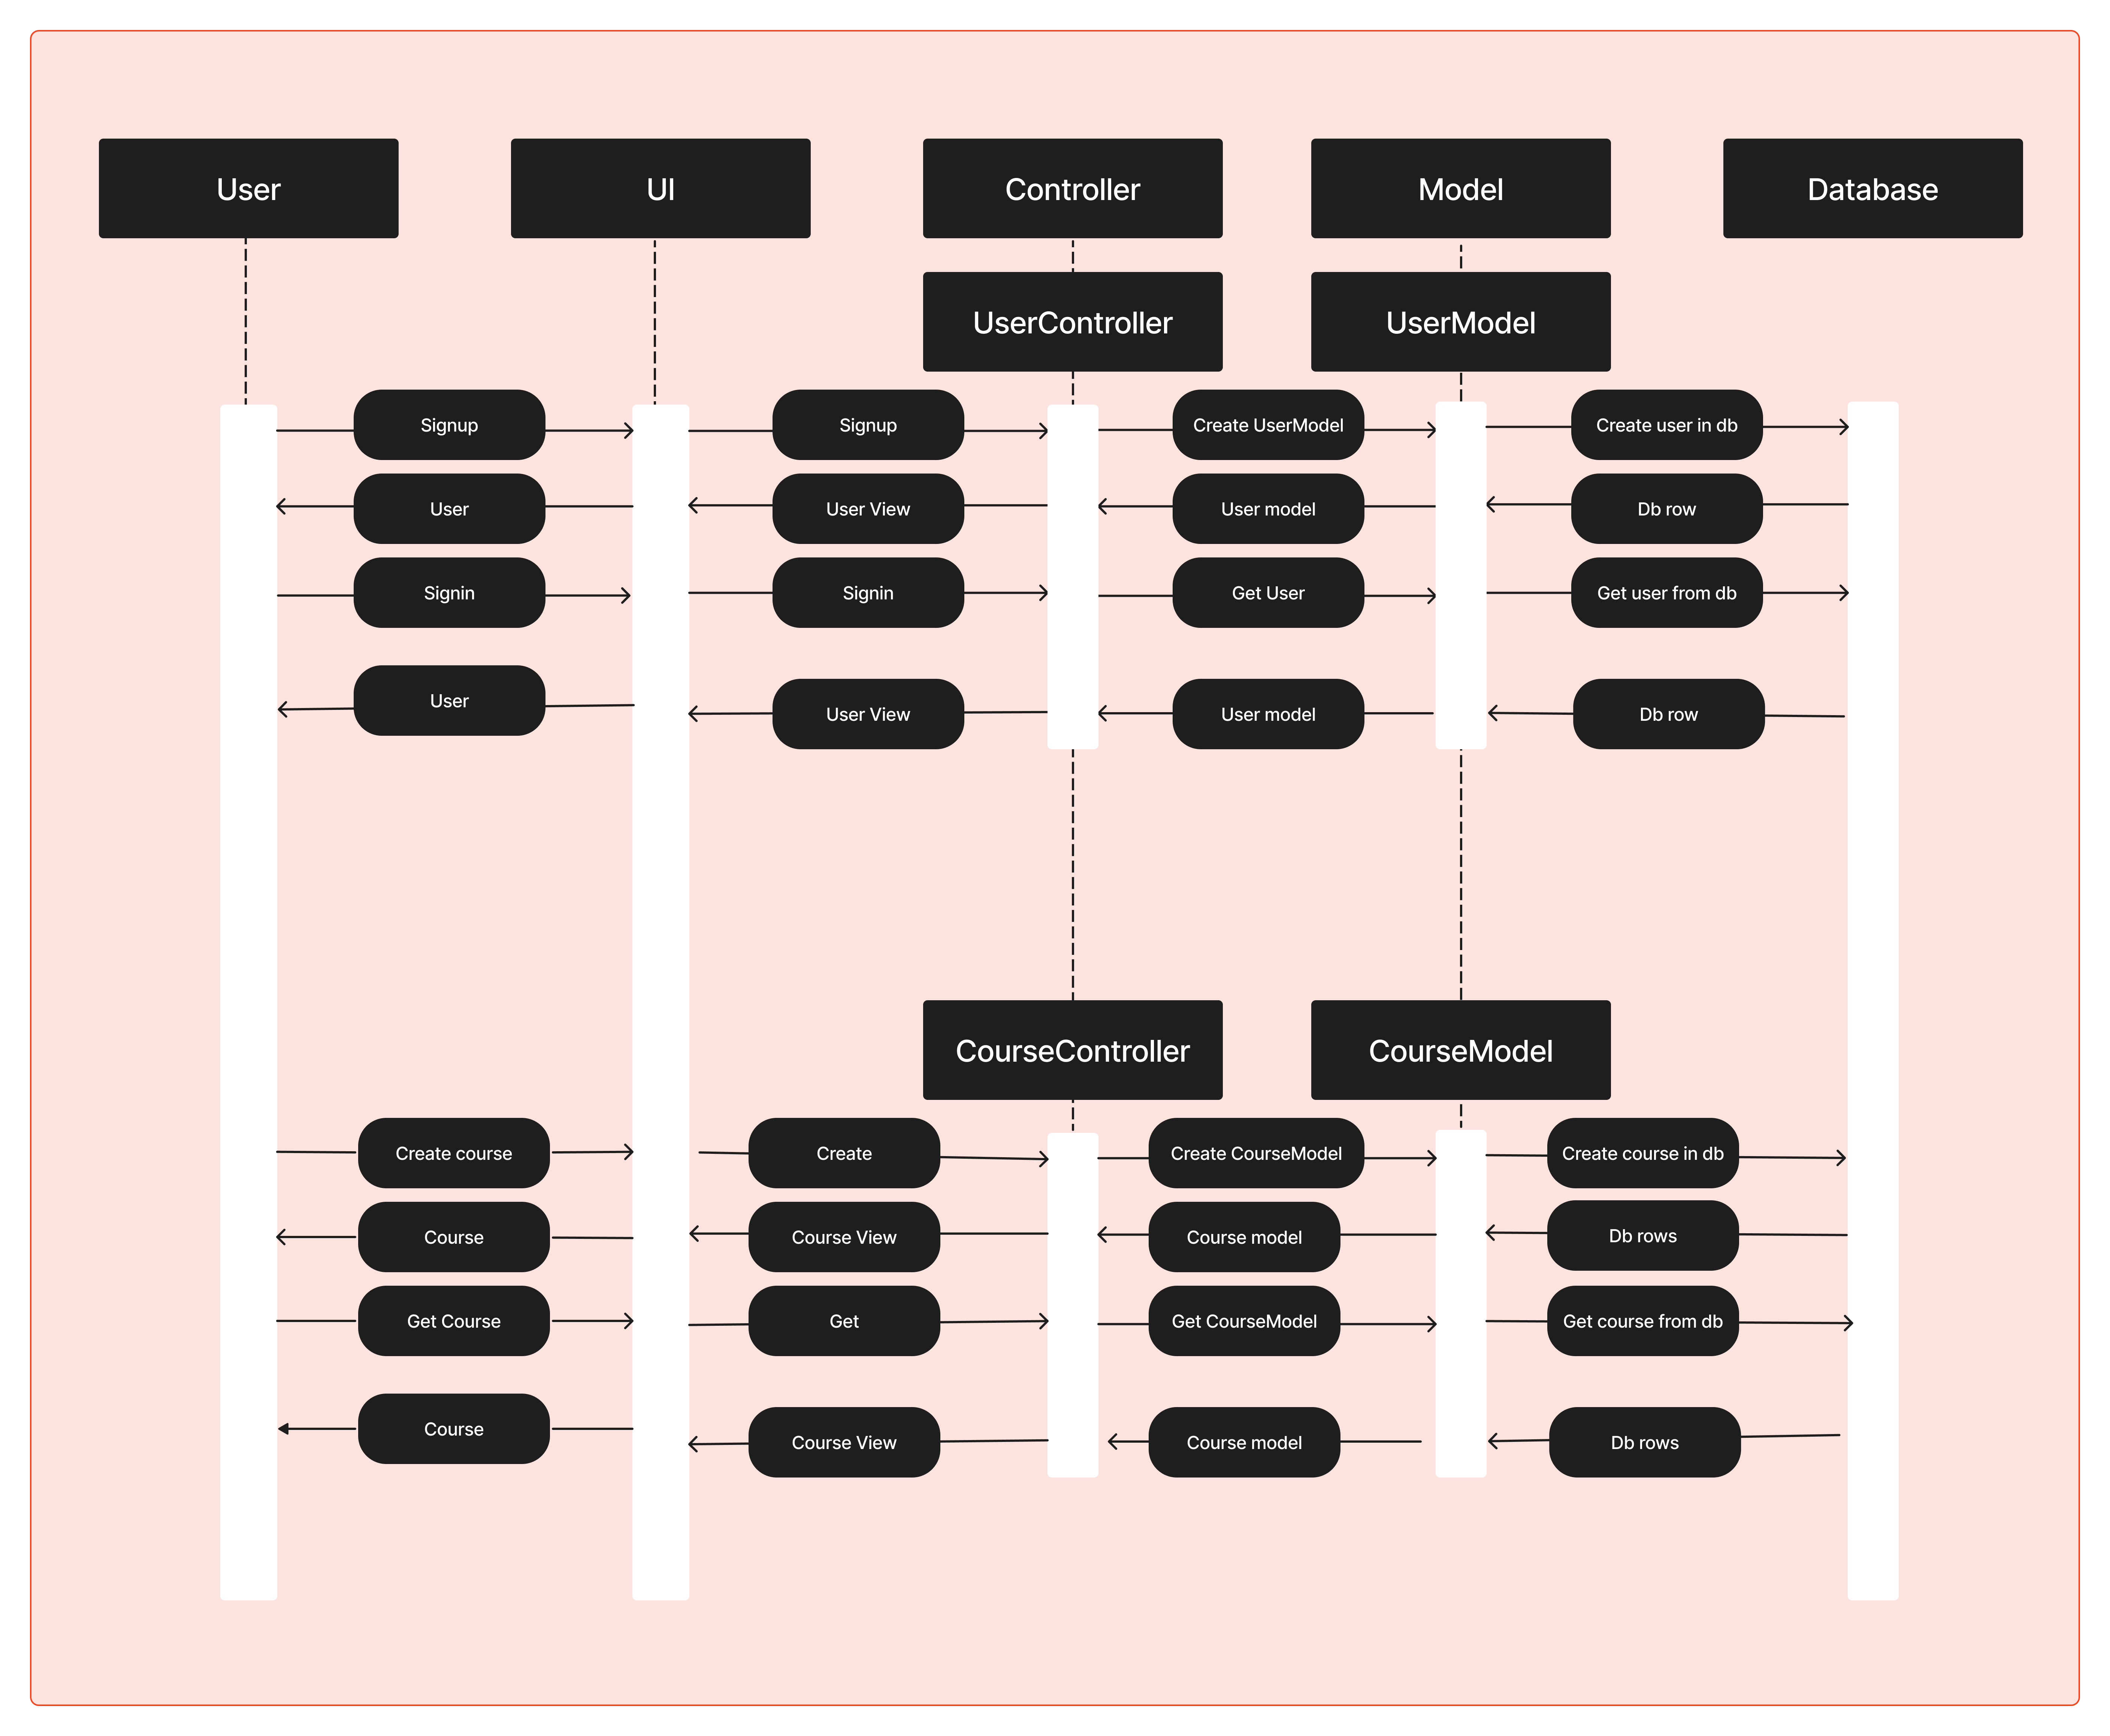 User
UI
Controller
Model
Database
UserController
UserModel
Signup
Signup
Create UserModel
Create user in db
User
User View
User model
Db row
Signin
Signin
Get User
Get user from db
User
User View
User model
Db row
CourseController
CourseModel
Create course
Create
Create CourseModel
Create course in db
Course
Course View
Course model
Db rows
Get Course
Get
Get CourseModel
Get course from db
Course
Course View
Course model
Db rows